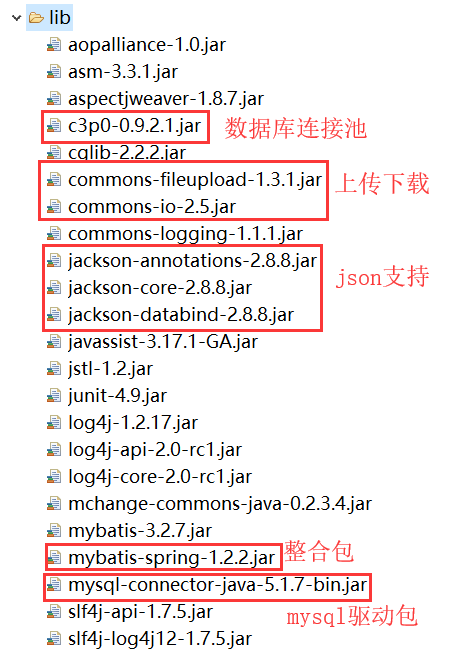 lib
aopalliance-1.0.jar
asm-3.3.1.jar
aspectjweaver-1.8.7.jar
c3p0-0.9.2.1.jar 数据库连接池
cglib-2.2.2.jar
commons-fileupload-1.3.1.jar 上传下载
commons-io-2.5.jar
commons-logging-1.1.1.jar
jackson-annotations-2.8.8.jar
jackson-core-2.8.8.jar json支持
jackson-databind-2.8.8.jar
javassist-3.17.1-GA.jar
jstl-1.2.jar
junit-4.9.jar
log4j-1.2.17.jar
log4j-api-2.0-rc1.jar
log4j-core-2.0-rc1.jar
mchange-commons-java-0.2.3.4.jar
mybatis-3.2.7.jar
mybatis-spring-1.2.2.jar 整合包
mysql-connector-java-5.1.7-bin.jar
slf4j-api-1.7.5.jar mysql驱动包
slf4j-log4j12-1.7.5.jar